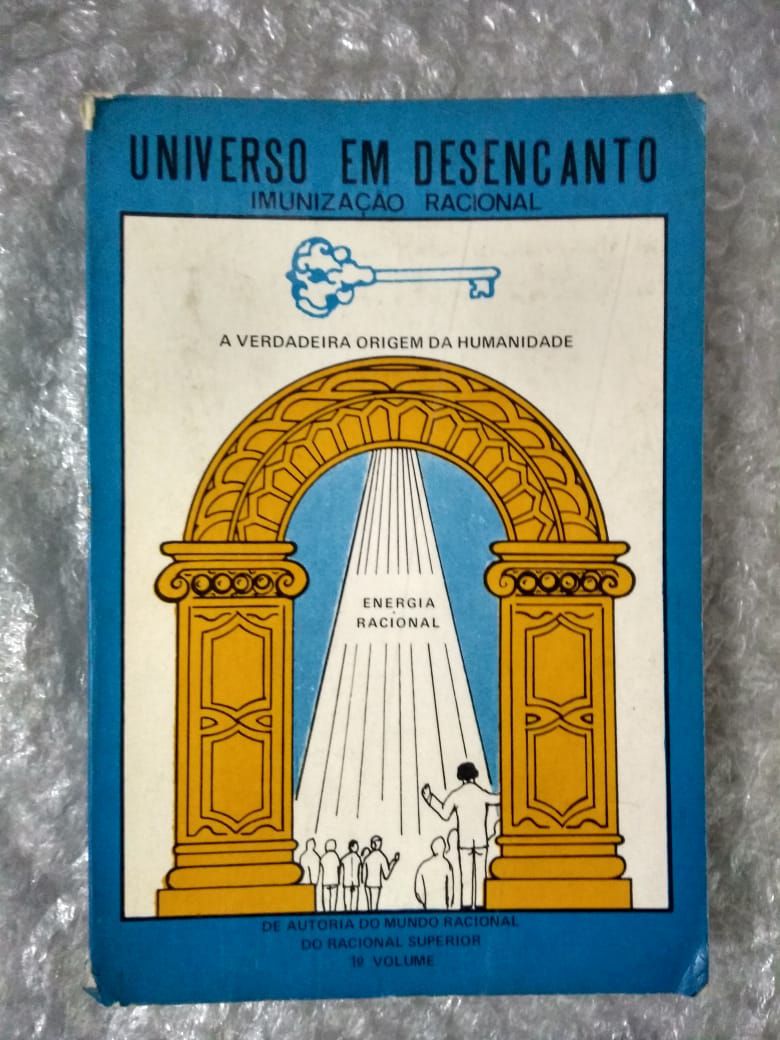 UNIVERSO EM DESENCANTO
IMUNIZAÇÃO RACIONAL
A VERDADEIRA ORIGEM DA HUMANIDADE
ENERGIA
RACIONAL
DE AUTORIA DO MUNDO RACIONAL
DO RACIONAL SUPERIOR
1º VOLUME